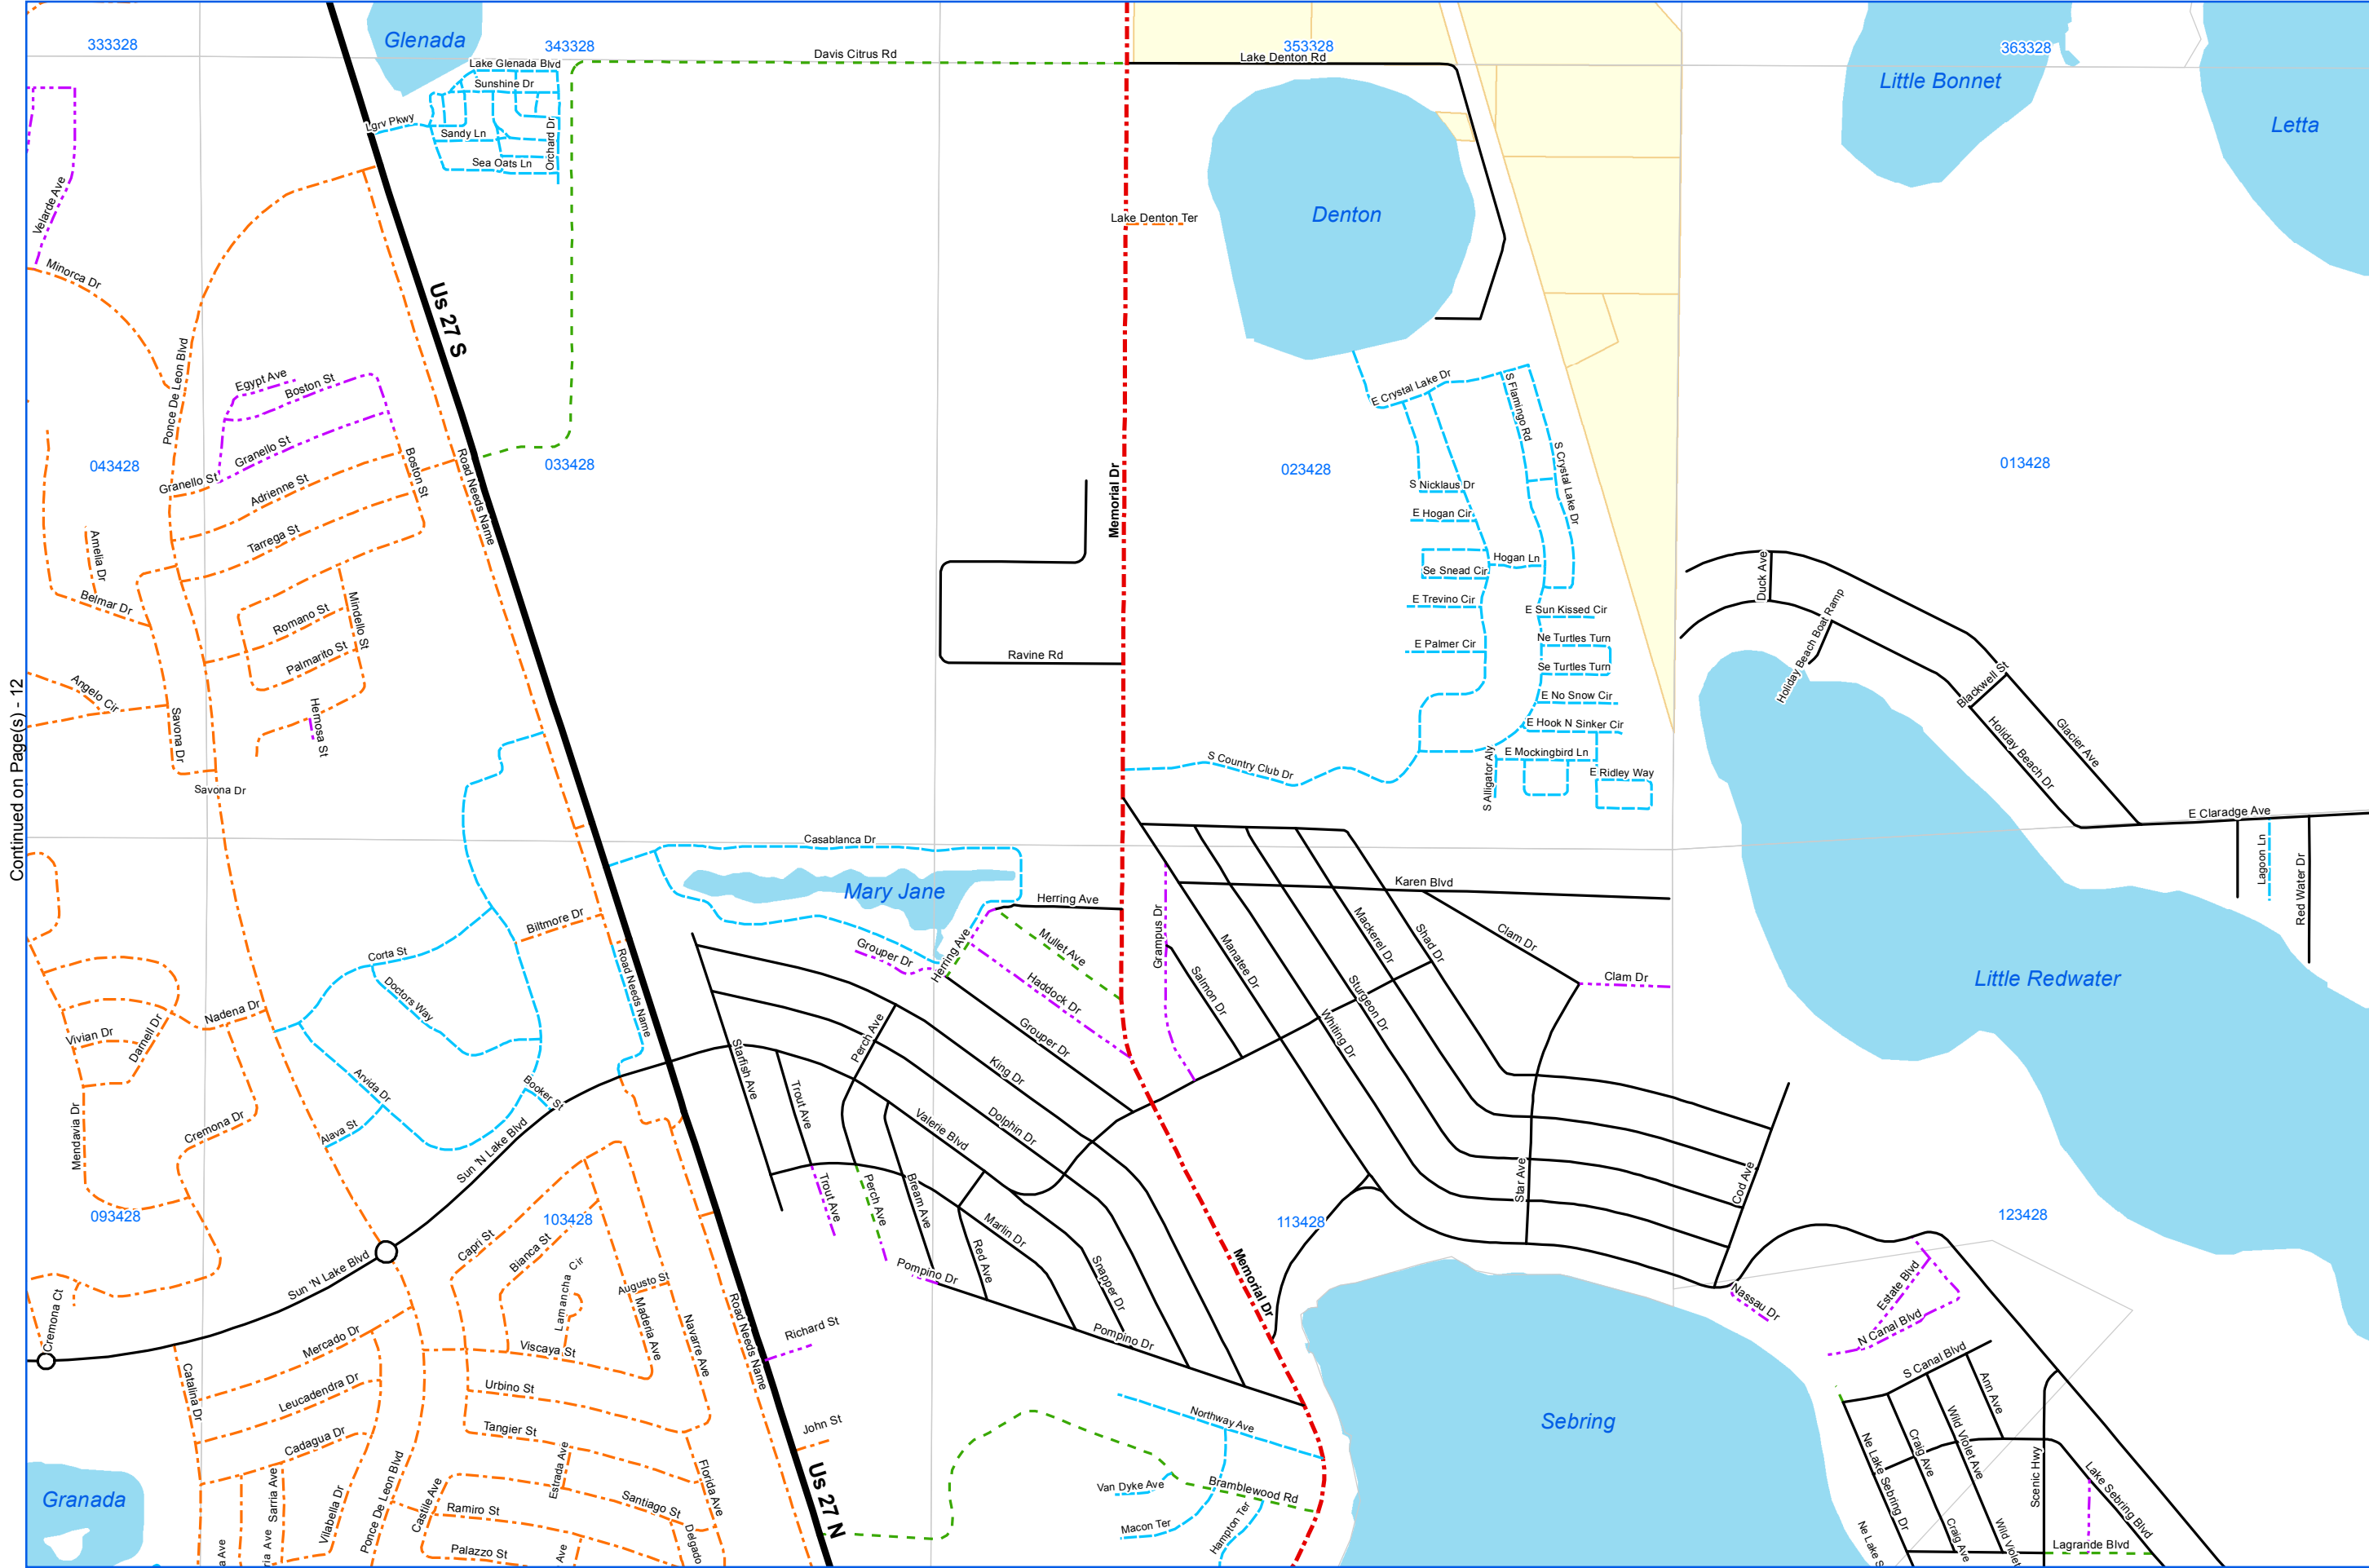 333328
Glenada
343328
Davis Citrus Rd
353328
Lake Denton Rd
363328
Little Bonnet
Letta
Lake Glenada Blvd
Sunshine Dr
Lgrv Pkwy
Sandy Ln
Orchard Dr
Sea Oats Ln
Velarde Ave
Minorca Dr
Lake Denton Ter
Denton
Us 27 S
Ponce De Leon Blvd
Egypt Ave
Boston St
Granello St
Granello St
Boston St
Adrienne St
Tarrega St
Road Needs Name
043428
033428
Memorial Dr
023428
013428
E Crystal Lake Dr
S Flamingo Rd
S Crystal Lake Dr
S Nicklaus Dr
E Hogan Cir
Hogan Ln
Se Snead Cir
E Trevino Cir
E Sun Kissed Cir
E Palmer Cir
Ne Turtles Turn
Se Turtles Turn
E No Snow Cir
E Hook N Sinker Cir
E Mockingbird Ln
E Ridley Way
S Alligator Aly
S Country Club Dr
Amelia Dr
Belmar Dr
Romano St
Mindello St
Palmarito St
Hermosa St
Angelo Cir
Savona Dr
Savona Dr
Ravine Rd
Duck Ave
Holiday Beach Boat Ramp
Blackwell St
Holiday Beach Dr
Glacier Ave
E Claradge Ave
Lagoon Ln
Red Water Dr
Continued on Page(s) - 12
Casablanca Dr
Mary Jane
Herring Ave
Herring Ave
Mullet Ave
Grouper Dr
Haddock Dr
Grouper Dr
Grampus Dr
Karen Blvd
Manatee Dr
Salmon Dr
Mackerel Dr
Shad Dr
Sturgeon Dr
Whiting Dr
Clam Dr
Clam Dr
Little Redwater
Biltmore Dr
Corta St
Doctors Way
Road Needs Name
Nadena Dr
Vivian Dr
Darnell Dr
Mendavia Dr
Cremona Dr
Arvida Dr
Alava St
Booker St
Sun 'N Lake Blvd
Starfish Ave
Trout Ave
Perch Ave
King Dr
Dolphin Dr
Valerie Blvd
Trout Ave
Perch Ave
Bream Ave
Marlin Dr
Red Ave
Snapper Dr
Pompino Dr
Pompino Dr
Star Ave
Cod Ave
093428
103428
113428
123428
Memorial Dr
Sun 'N Lake Blvd
Cremona Ct
Capri St
Bianca St
Lamancha Cir
Augusto St
Maderia Ave
Navarre Ave
Road Needs Name
Richard St
Viscaya St
Mercado Dr
Catalina Dr
Leucadendra Dr
Cadagua Dr
Urbino St
Tangier St
John St
Us 27 N
Estrada Ave
Florida Ave
Castile Ave
Ramiro St
Santiago St
Delgado
Palazzo St
Ave
Ponce De Leon Blvd
Vilabella Dr
Sarria Ave
ria Ave
a Ave
Granada
Northway Ave
Van Dyke Ave
Bramblewood Rd
Macon Ter
Hampton Ter
Sebring
Nassau Dr
Estate Blvd
N Canal Blvd
S Canal Blvd
Ann Ave
Wild Violet Ave
Craig Ave
Ne Lake Sebring Dr
Scenic Hwy
Lake Sebring Blvd
Lagrande Blvd
Ne Lake S
Craig Ave
Wild Violet